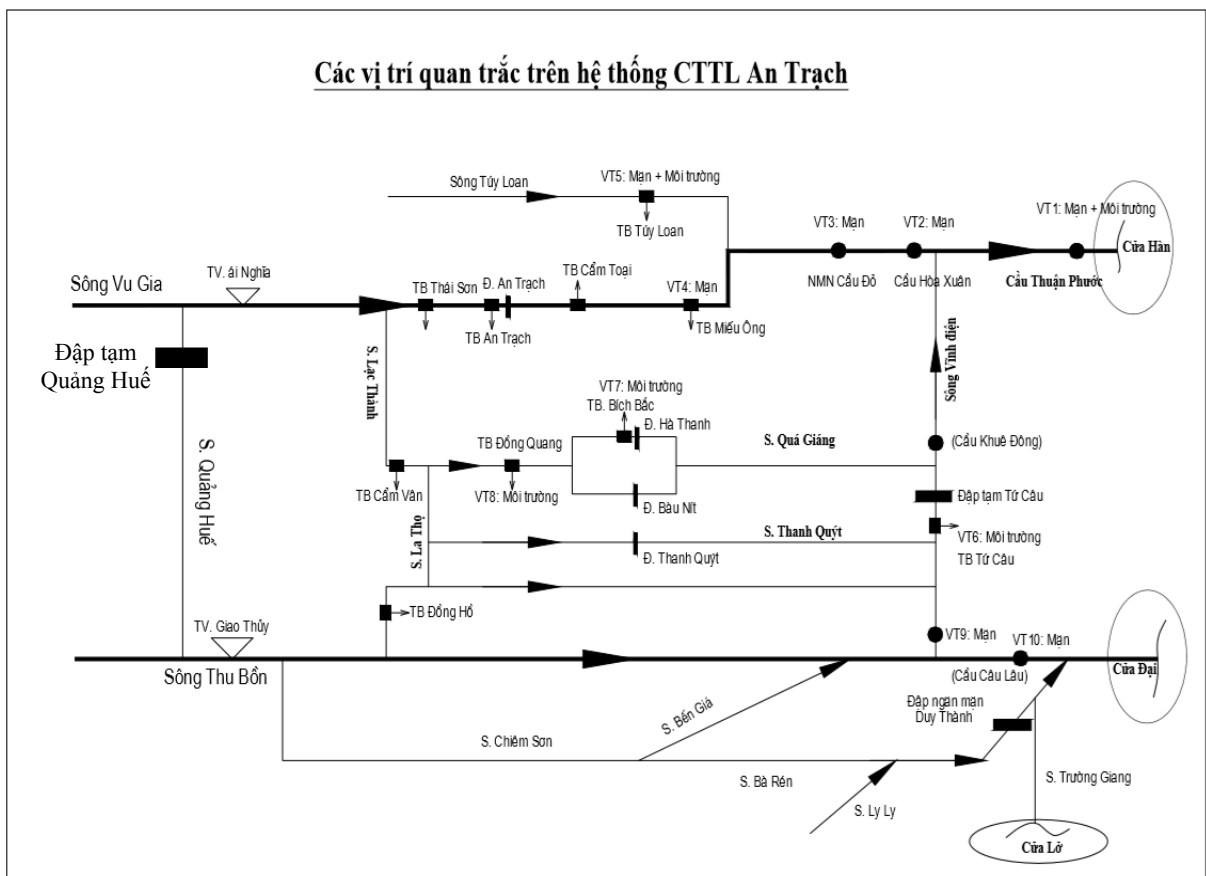 Các vị trí quan trắc trên hệ thống CTTL An Trạch
Sông Túy Loan
VT5: Mạn + Môi trường
TB Túy Loan
VT3: Mạn
VT2: Mạn
VT1: Mạn + Môi trường
Cửa Hàn
NMN Cầu Đỏ
Cầu Hòa Xuân
Cầu Thuận Phước
Sông Vu Gia
TV. ái Nghĩa
TB Thái Sơn
Đ. An Trạch
TB Cẩm Toại
VT4: Mạn
TB An Trạch
TB Miếu Ông
Đập tạm
Quảng Huế
S. Lạc Thành
Sông Vĩnh điện
VT7: Môi trường
TB. Bích Bắc
Đ. Hà Thanh
S. Quá Giáng
(Cầu Khuê Đông)
TB Đồng Quang
TB Cẩm Vân
VT8: Môi trường
Đ. Bàu Nít
Đập tạm Tứ Câu
S. Quảng Huế
S. La Thọ
S. Thanh Quýt
VT6: Môi trường
TB Tứ Câu
Đ. Thanh Quýt
TB Đồng Hồ
TV. Giao Thủy
VT9: Mạn
VT10: Mạn
Cửa Đại
Sông Thu Bồn
(Cầu Câu Lâu)
Đập ngăn mặn
Duy Thành
S. Bến Giá
S. Chiêm Sơn
S. Bà Rén
S. Trường Giang
S. Ly Ly
Cửa Lở